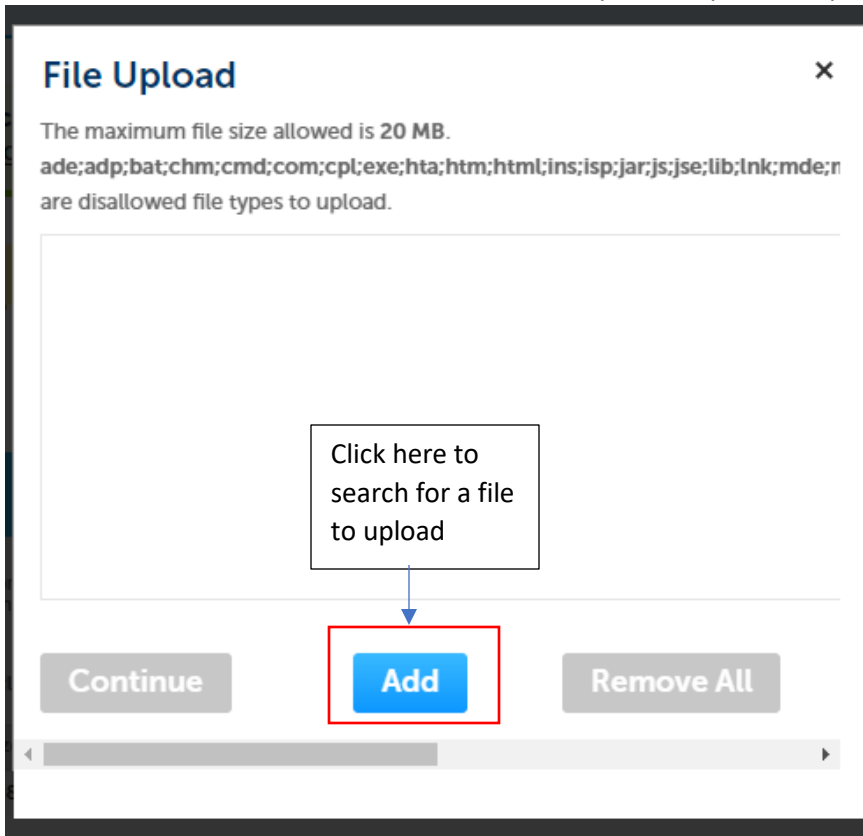 File Upload
×
The maximum file size allowed is 20 MB.
ade;adp;bat;chm;cmd;com;cpl;exe;hta;htm;html;ins;isp;jar;js;jse;lib;lnk;mde;
are disallowed file types to upload.
Click here to
search for a file
to upload
Continue
Add
Remove All